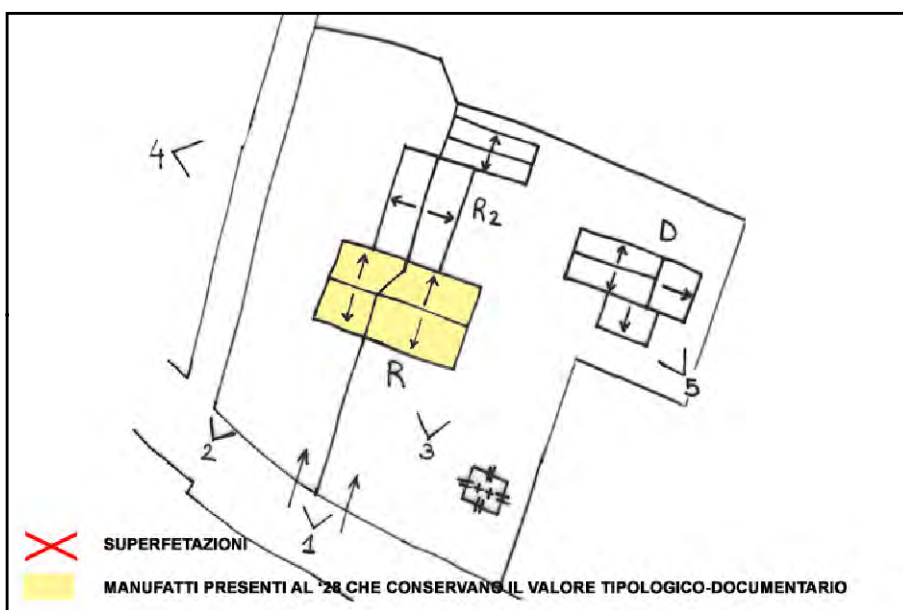 4
R2
D
R
5
2
3
1
SUPERFETAZIONI
MANUFATTI PRESENTI AL '28 CHE CONSERVANO IL VALORE TIPOLOGICO-DOCUMENTARIO